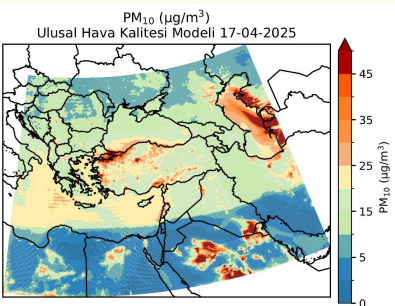 PM₁₀ (μg/m³)
Ulusal Hava Kalitesi Modeli 17-04-2025
45
35
25
15
5
0
PM₁₀ (μg/m³)